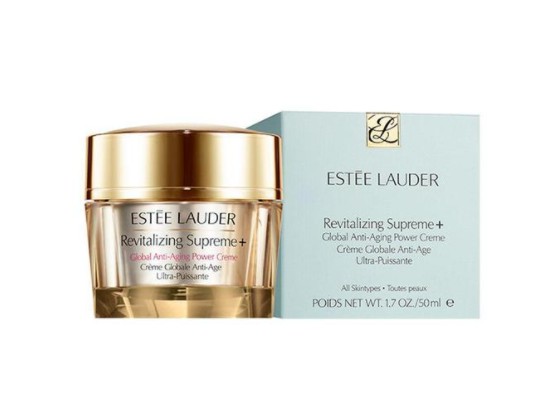 ESTĒE LAUDER
Revitalizing Supreme+
Global Anti-Aging Power Creme
Crème Globale Anti-Age
Ultra-Puissante
EL
ESTĒE LAUDER
Revitalizing Supreme+
Global Anti-Aging Power Creme
Crème Globale Anti-Age
Ultra-Puissante
All Skintypes • Toutes peaux
POIDS NET WT. 1.7 OZ./50ml ℮